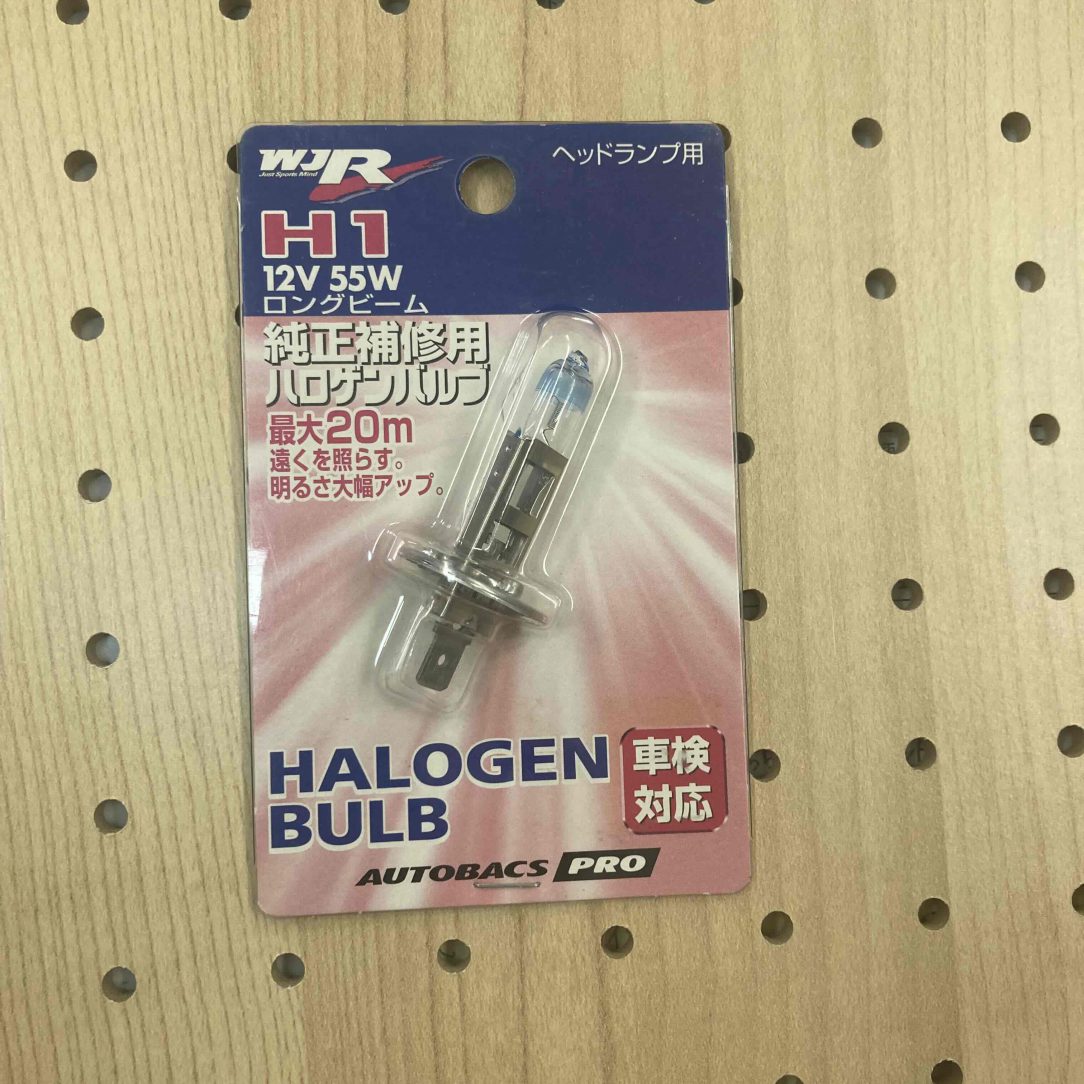 WJR
Just Sports Mind
ヘッドランプ用
H1
12V 55W
ロングビーム
純正補修用
ハロゲンバルブ
最大20m
遠くを照らす。
明るさ大幅アップ。
HALOGEN
BULB
車検
対応
AUTOBACS PRO